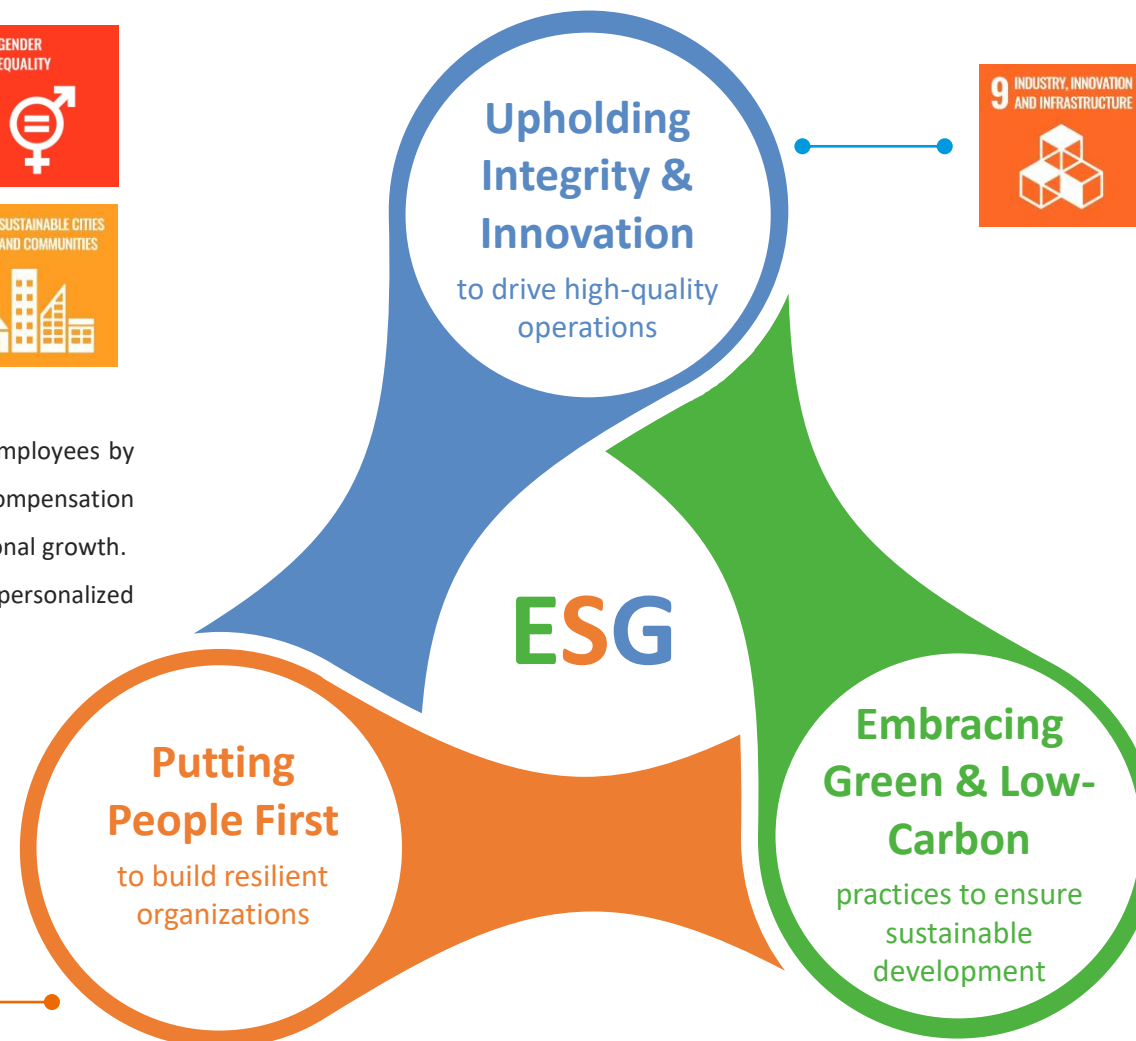 GENDER
EQUALITY
SUSTAINABLE CITIES
AND COMMUNITIES
employees by
compensation
onal growth.
personalized
Upholding
Integrity &
Innovation
to drive high-quality
operations
9 INDUSTRY, INNOVATION
AND INFRASTRUCTURE
ESG
Putting
People First
to build resilient
organizations
Embracing
Green & Low-
Carbon
practices to ensure
sustainable
development